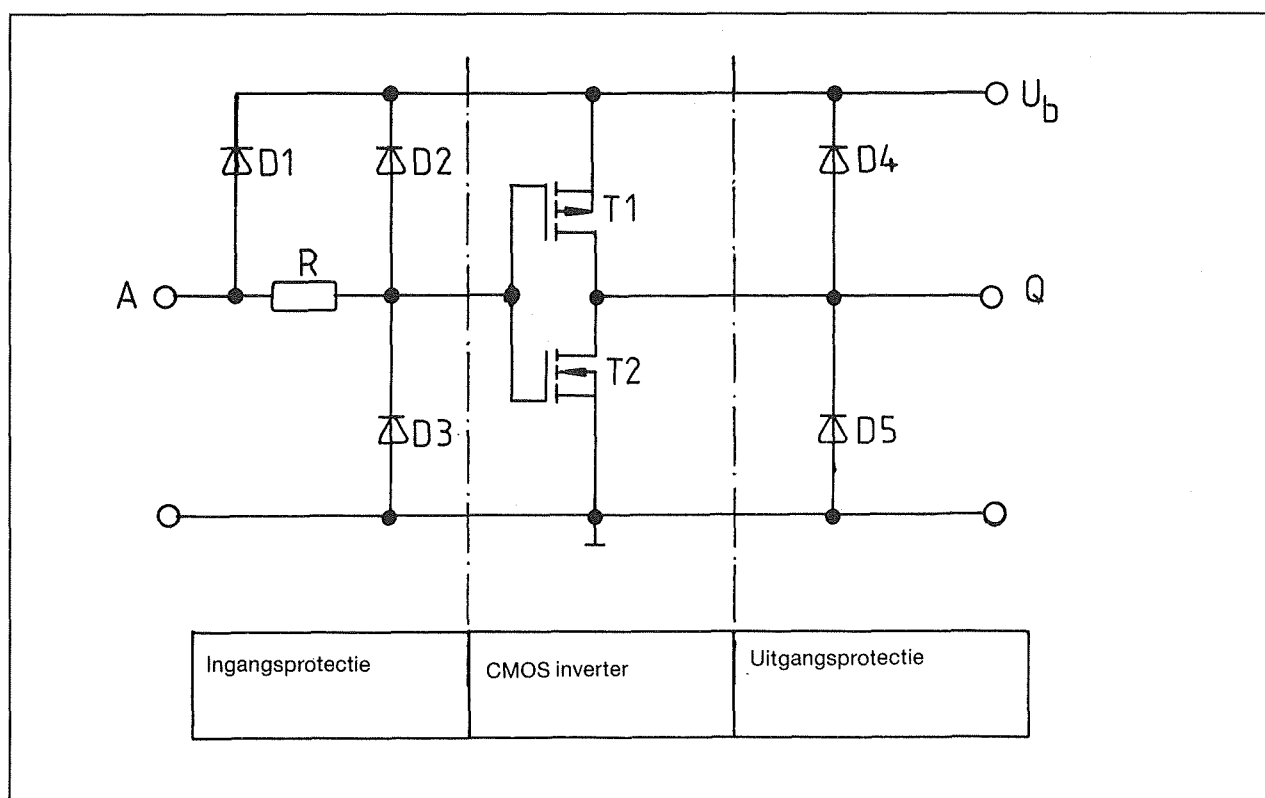 U_b
D1
D2
D4
T1
R
A
Q
T2
D3
D5
Ingangsprotectie
CMOS inverter
Uitgangsprotectie